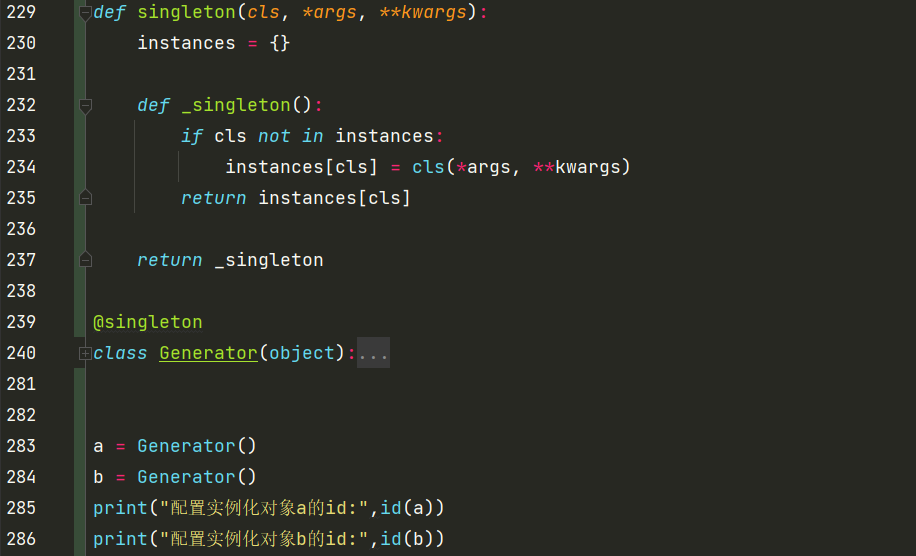 229 def singleton(cls, *args, **kwargs):
230     instances = {}
231
232     def _singleton():
233         if cls not in instances:
234             instances[cls] = cls(*args, **kwargs)
235         return instances[cls]
236
237     return _singleton
238
239 @singleton
240 class Generator(object):...
281
282
283 a = Generator()
284 b = Generator()
285 print("配置实例化对象a的id:",id(a))
286 print("配置实例化对象b的id:",id(b))